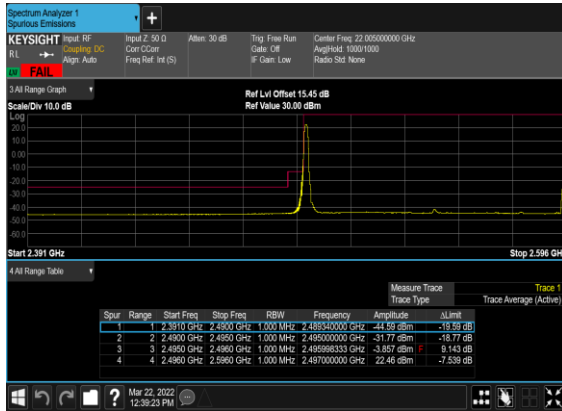 Spectrum Analyzer 1
Spurious Emissions
KEYSIGHT Input: RF Input Z: 50 Ω Atten: 30 dB Trig: Free Run Center Freq: 22.005000000 GHz
RL Coupling: DC Corr CCorr Gate: Off Avg|Hold: 1000/1000
Align: Auto Freq Ref: Int (S) IF Gain: Low Radio Std: None
LV FAIL
3 All Range Graph Ref Lvl Offset 15.45 dB
Scale/Div 10.0 dB Ref Value 30.00 dBm
Log
20.0
10.0
0.00
-10.0
-20.0
-30.0
-40.0
-50.0
-60.0
Start 2.391 GHz Stop 2.596 GHz
4 All Range Table
Measure Trace Trace 1
Trace Type Trace Average (Active)
Spur Range Start Freq Stop Freq RBW Frequency Amplitude ΔLimit
1 1 2.3910 GHz 2.4900 GHz 1.000 MHz 2.489340000 GHz -44.59 dBm -19.59 dB
2 2 2.4900 GHz 2.4950 GHz 1.000 MHz 2.495000000 GHz -31.77 dBm -18.77 dB
3 3 2.4950 GHz 2.4960 GHz 1.000 MHz 2.495998333 GHz -3.857 dBm F 9.143 dB
4 4 2.4960 GHz 2.5960 GHz 1.000 MHz 2.497000000 GHz 22.46 dBm -7.539 dB
Mar 22, 2022
12:39:23 PM